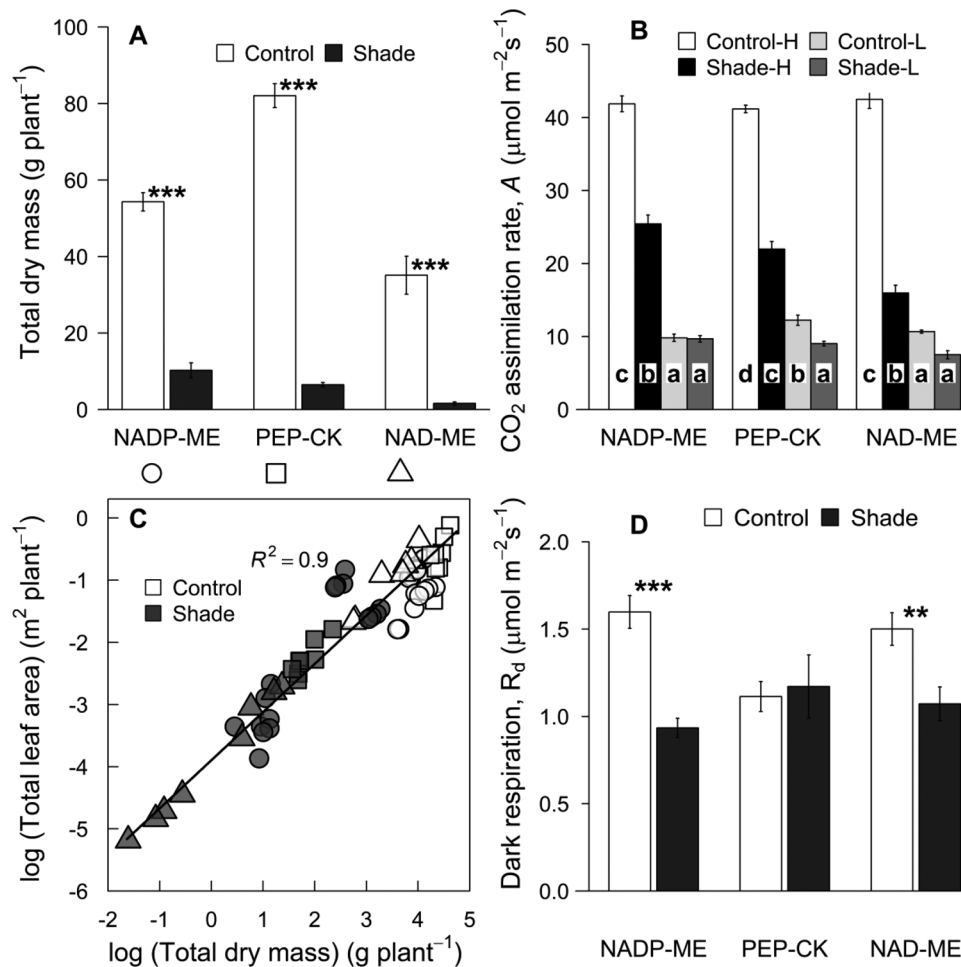 A
Control Shade
Total dry mass (g plant⁻¹)
100
80
60
40
20
0
***
***
***
NADP-ME PEP-CK NAD-ME
B
Control-H Control-L
Shade-H Shade-L
CO₂ assimilation rate, A (μmol m⁻²s⁻¹)
50
40
30
20
10
0
c b a a d c b a c b a a
NADP-ME PEP-CK NAD-ME
C
R² = 0.9
Control
Shade
log (Total leaf area) (m² plant⁻¹)
0
-1
-2
-3
-4
-5
-6
-2 -1 0 1 2 3 4 5
log (Total dry mass) (g plant⁻¹)
D
Control Shade
Dark respiration, R_d (μmol m⁻²s⁻¹)
2.0
1.5
1.0
0.5
0.0
***
**
NADP-ME PEP-CK NAD-ME